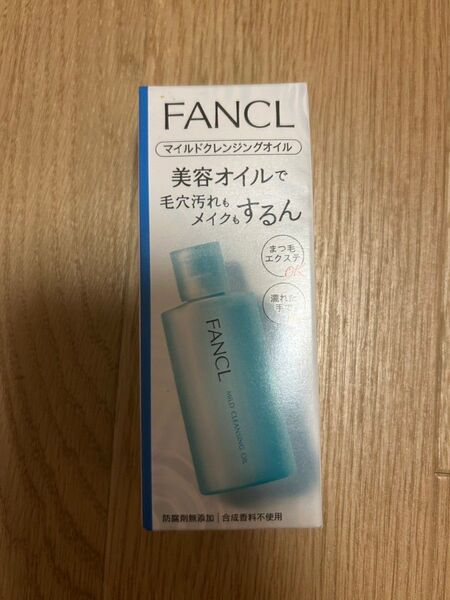 FANCL
マイルドクレンジングオイル
美容オイルで
毛穴汚れも
メイクも するん
まつ毛
エクステ
OK
濡れた
手で
FANCL
MILD CLEANSING OIL
防腐剤無添加 | 合成香料不使用